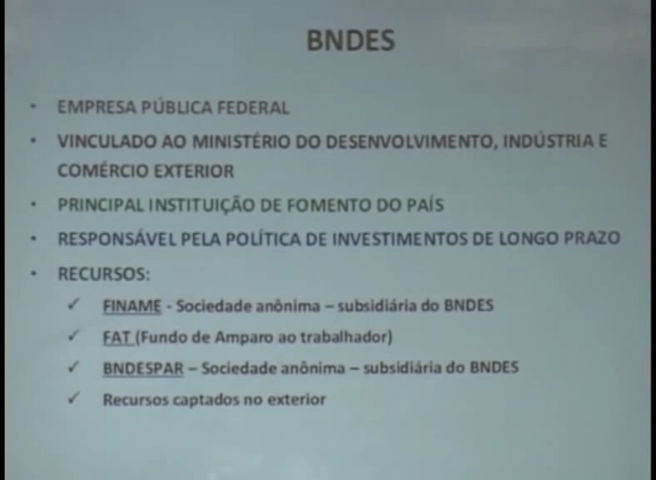 BNDES
• EMPRESA PÚBLICA FEDERAL
• VINCULADO AO MINISTÉRIO DO DESENVOLVIMENTO, INDÚSTRIA E
COMÉRCIO EXTERIOR
• PRINCIPAL INSTITUIÇÃO DE FOMENTO DO PAÍS
• RESPONSÁVEL PELA POLÍTICA DE INVESTIMENTOS DE LONGO PRAZO
• RECURSOS:
✓ FINAME - Sociedade anônima – subsidiária do BNDES
✓ FAT (Fundo de Amparo ao trabalhador)
✓ BNDESPAR – Sociedade anônima – subsidiária do BNDES
✓ Recursos captados no exterior